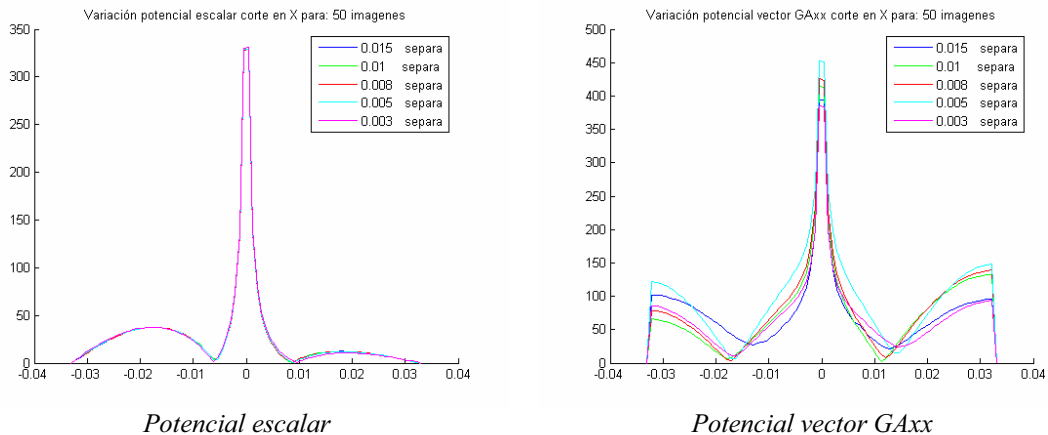 Variación potencial escalar corte en X para: 50 imagenes
350
300
250
200
150
100
50
0
-0.04 -0.03 -0.02 -0.01 0 0.01 0.02 0.03 0.04
0.015 separa
0.01 separa
0.008 separa
0.005 separa
0.003 separa
Potencial escalar
Variación potencial vector GAxx corte en X para: 50 imagenes
500
450
400
350
300
250
200
150
100
50
0
-0.04 -0.03 -0.02 -0.01 0 0.01 0.02 0.03 0.04
0.015 separa
0.01 separa
0.008 separa
0.005 separa
0.003 separa
Potencial vector GAxx